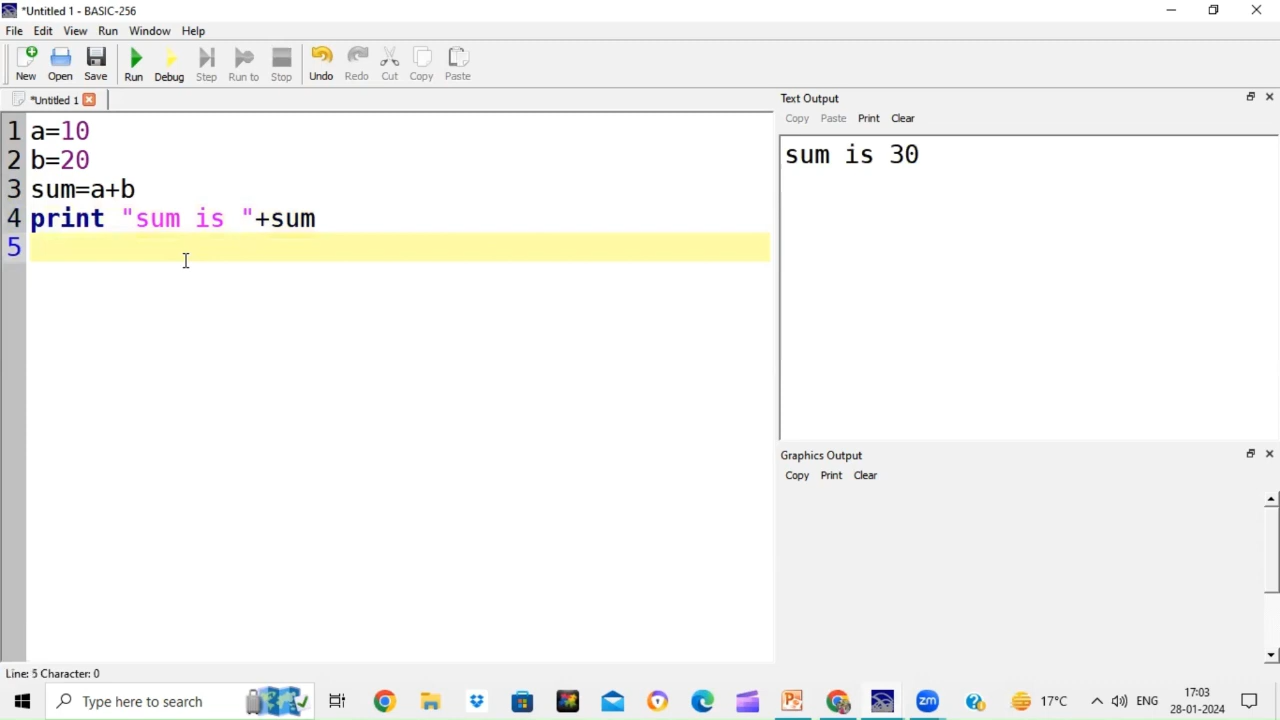 *Untitled 1 - BASIC-256
File Edit View Run Window Help
New Open Save Run Debug Step Run to Stop Undo Redo Cut Copy Paste
*Untitled 1
1 a=10
2 b=20
3 sum=a+b
4 print "sum is "+sum
5
Text Output
Copy Paste Print Clear
sum is 30
Graphics Output
Copy Print Clear
Line: 5 Character: 0
Type here to search
zm
17°C
ENG
17:03
28-01-2024